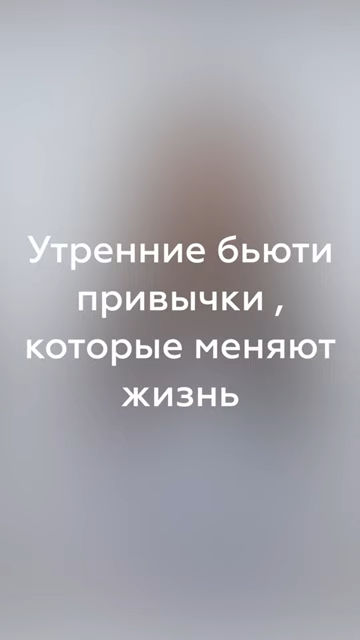 Утренние бьюти
привычки ,
которые меняют
жизнь